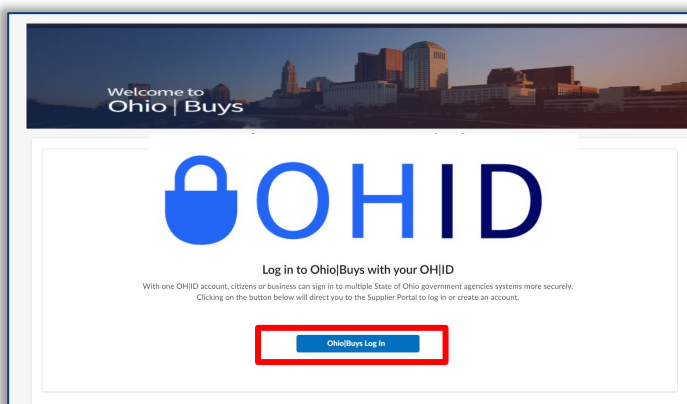 Welcome to
Ohio | Buys
OHID
Log in to Ohio|Buys with your OH|ID
With one OH|ID account, citizens or business can sign in to multiple State of Ohio government agencies systems more securely.
Clicking on the button below will direct you to the Supplier Portal to log in or create an account.
Ohio|Buys Log In